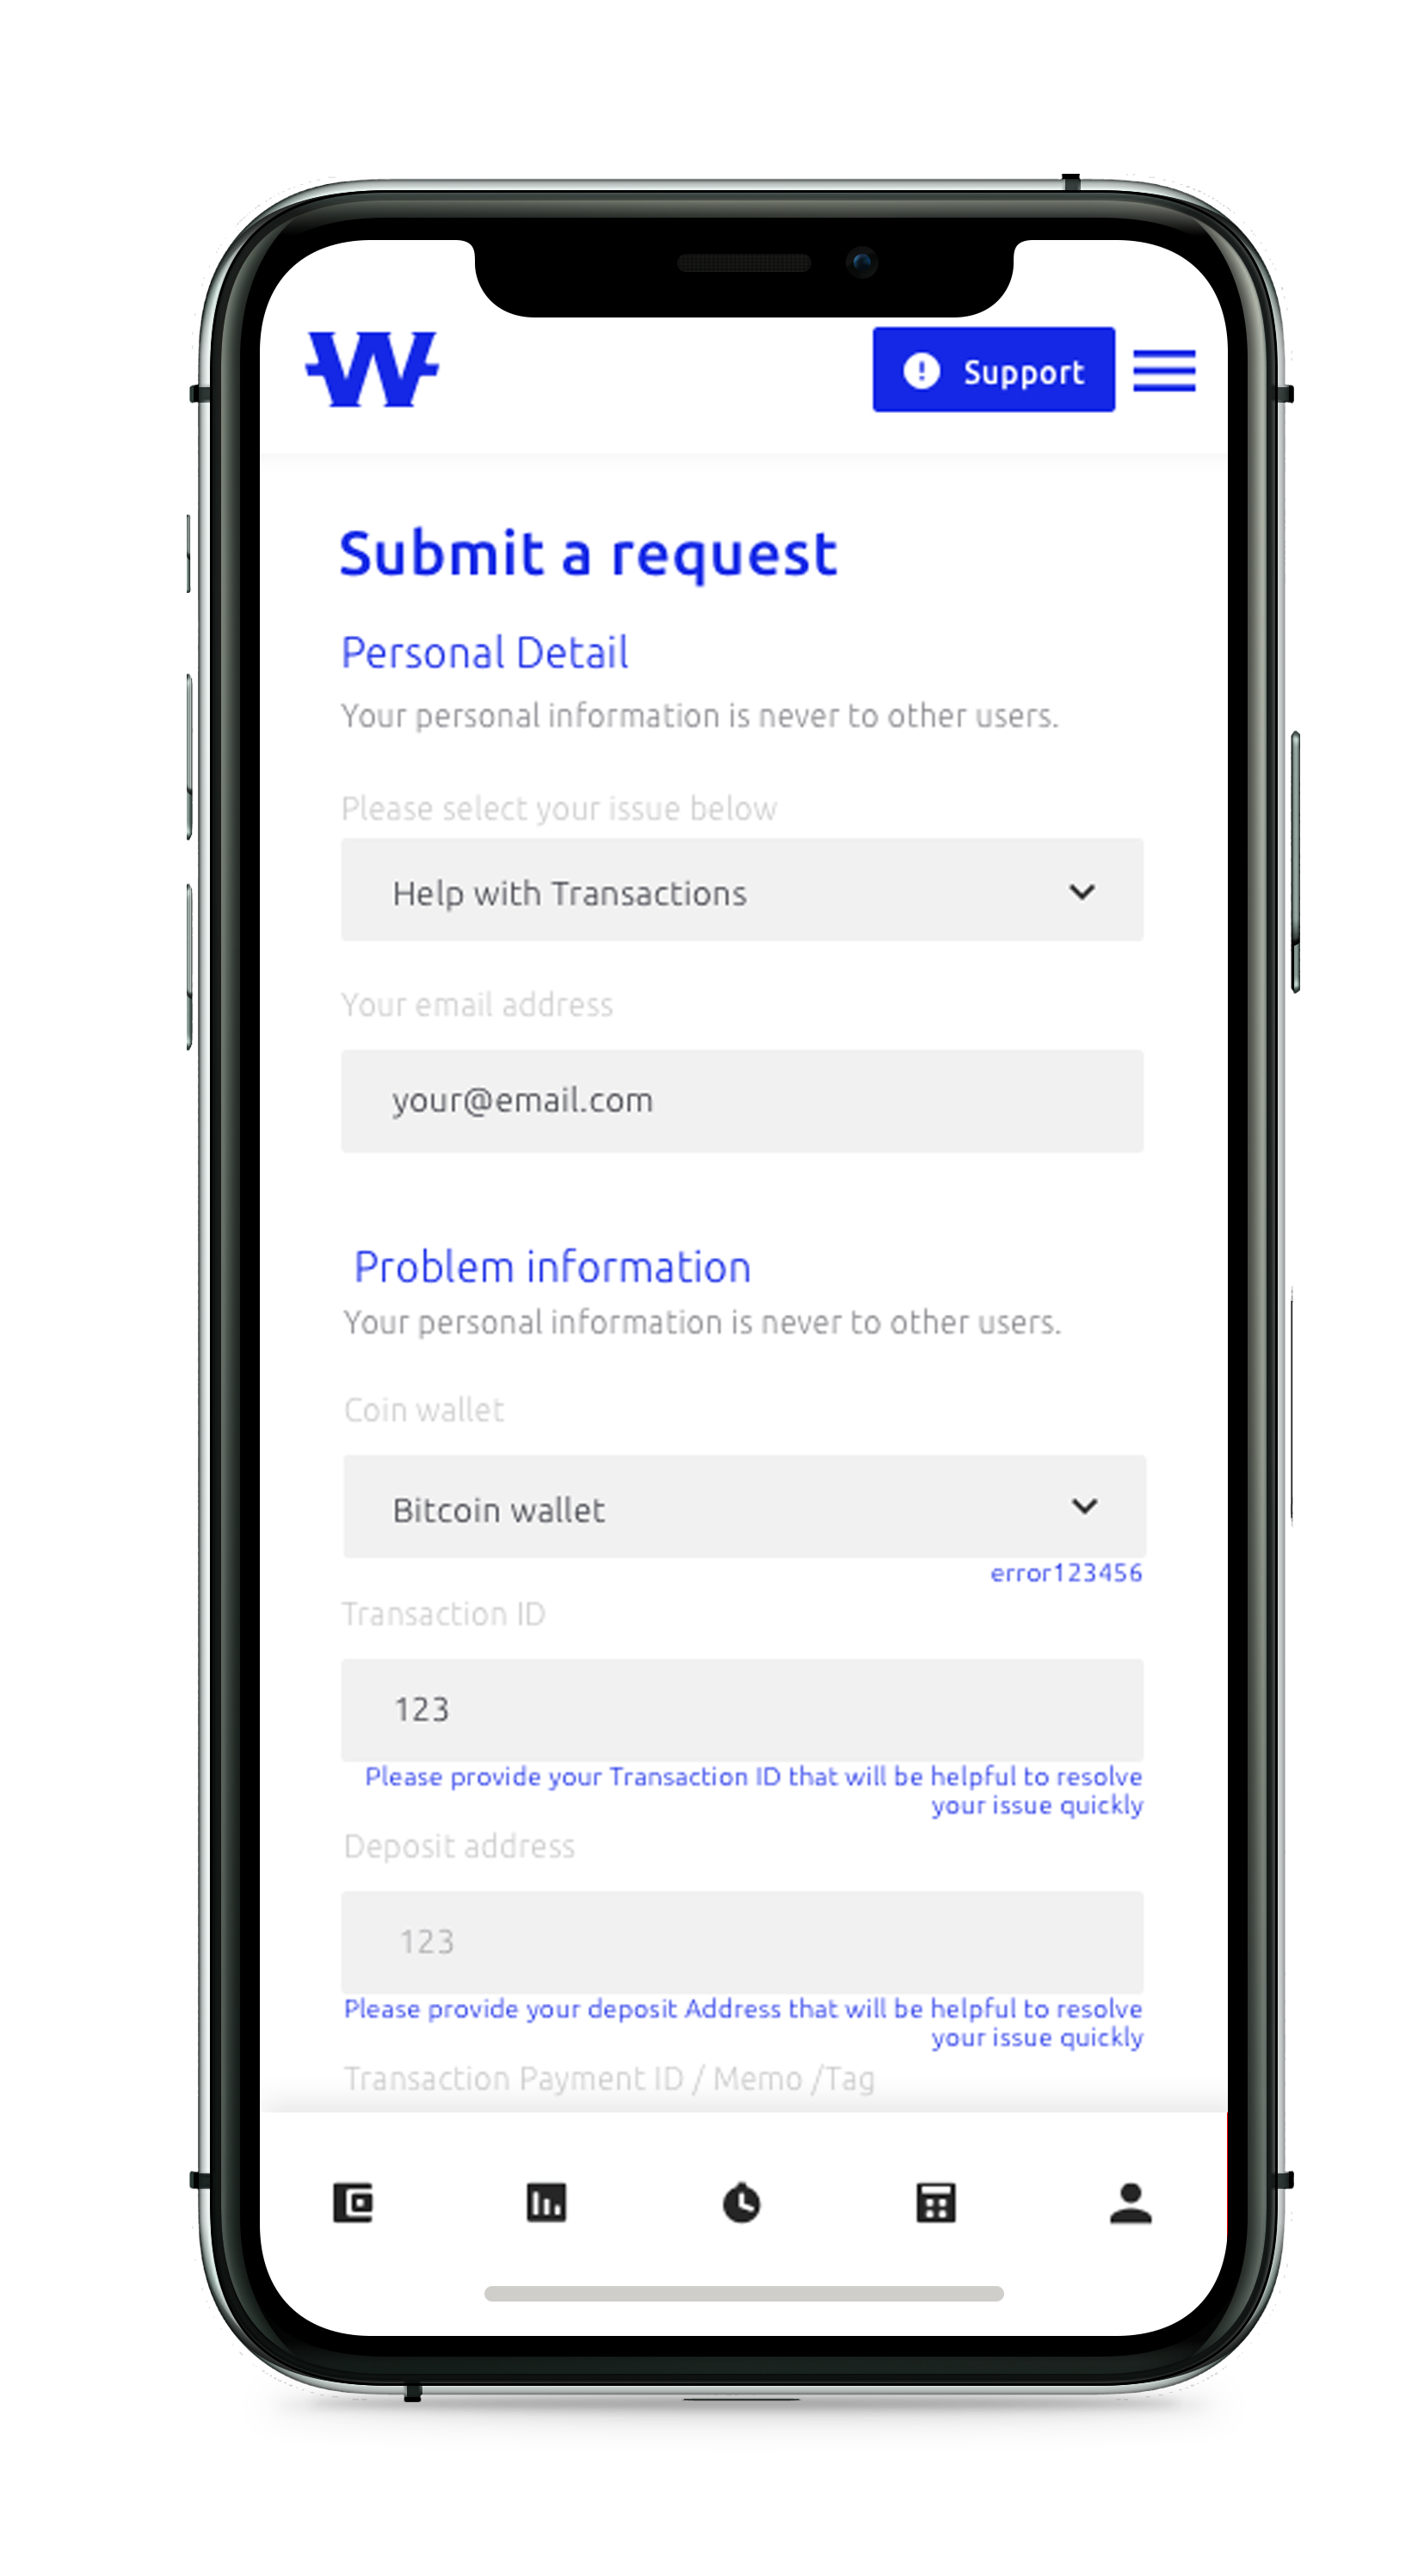 W
Support
Submit a request
Personal Detail
Your personal information is never to other users.
Please select your issue below
Help with Transactions
Your email address
your@email.com
Problem information
Your personal information is never to other users.
Coin wallet
Bitcoin wallet
error123456
Transaction ID
123
Please provide your Transaction ID that will be helpful to resolve
your issue quickly
Deposit address
123
Please provide your deposit Address that will be helpful to resolve
your issue quickly
Transaction Payment ID / Memo /Tag